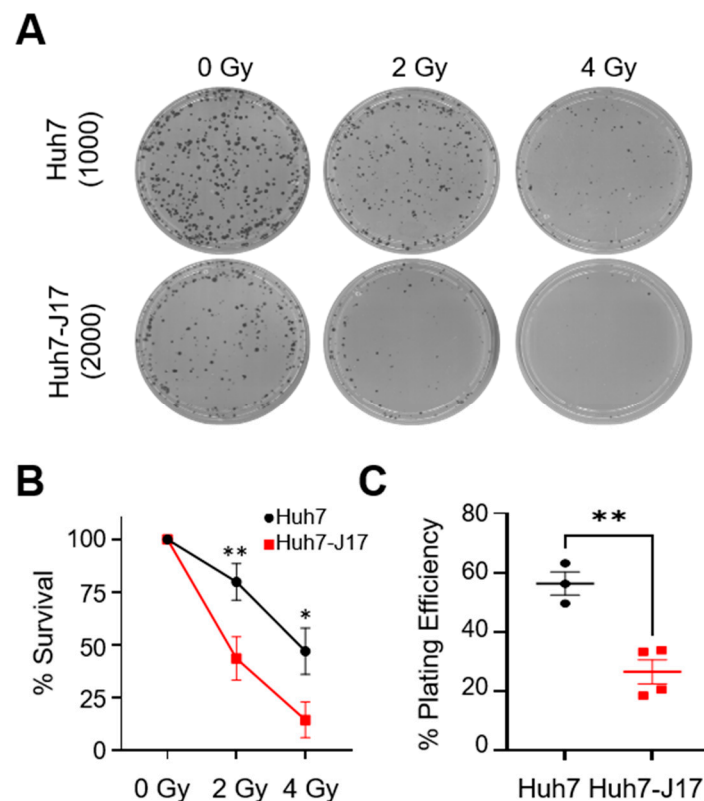 A
0 Gy 2 Gy 4 Gy
Huh7
(1000)
Huh7-J17
(2000)
B
Huh7
Huh7-J17
% Survival
100
75
50
25
0
**
*
0 Gy 2 Gy 4 Gy
C
% Plating Efficiency
80
60
40
20
0
**
Huh7 Huh7-J17